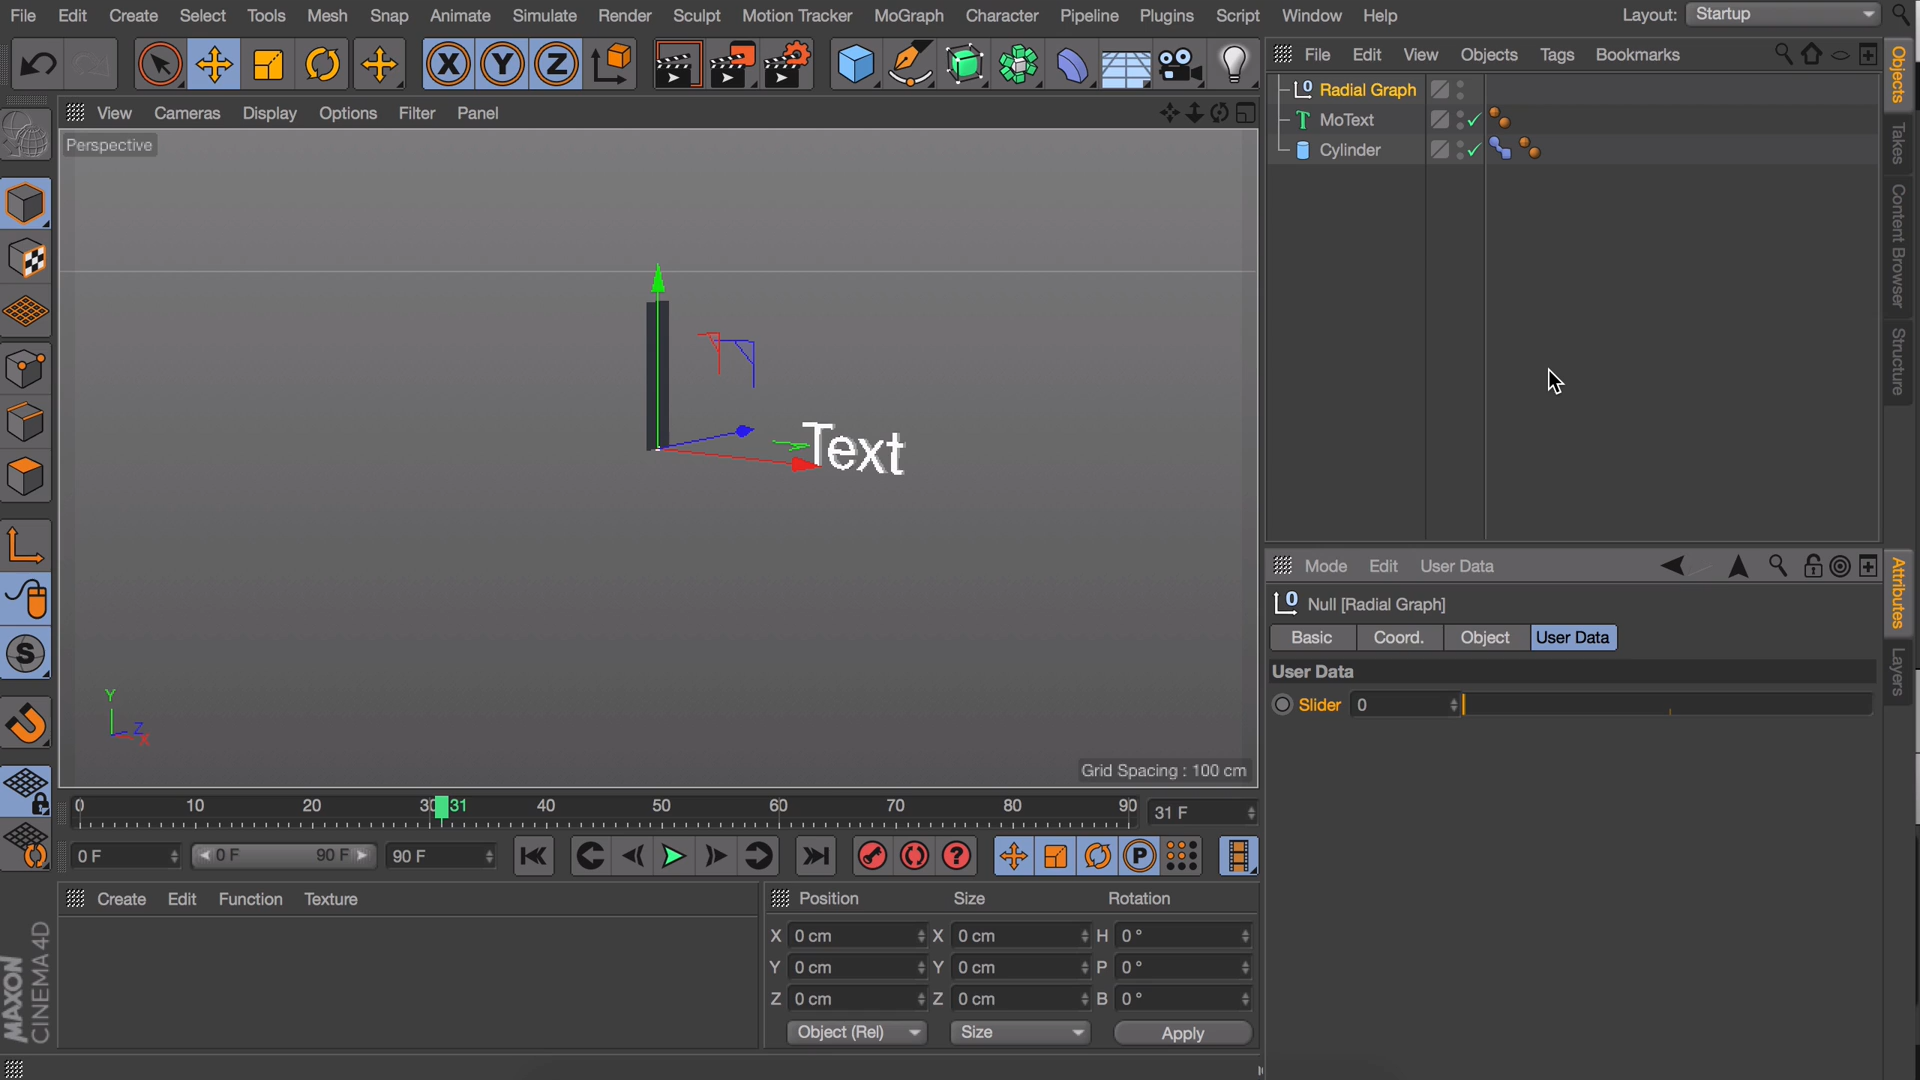 File Edit Create Select Tools Mesh Snap Animate Simulate Render Sculpt Motion Tracker MoGraph Character Pipeline Plugins Script Window Help Layout: Startup
X Y Z
File Edit View Objects Tags Bookmarks
View Cameras Display Options Filter Panel
Perspective
Radial Graph
MoText
Cylinder
Objects
Takes
Content Browser
Structure
Text
Y
Z
X
Grid Spacing : 100 cm
Mode Edit User Data
Null [Radial Graph]
Basic Coord. Object User Data
User Data
Slider 0
Attributes
Layers
0 10 20 30 31 40 50 60 70 80 90 31 F
0 F 0 F 90 F 90 F
Create Edit Function Texture
Position Size Rotation
X 0 cm X 0 cm H 0 °
Y 0 cm Y 0 cm P 0 °
Z 0 cm Z 0 cm B 0 °
Object (Rel) Size Apply
MAXON
CINEMA 4D